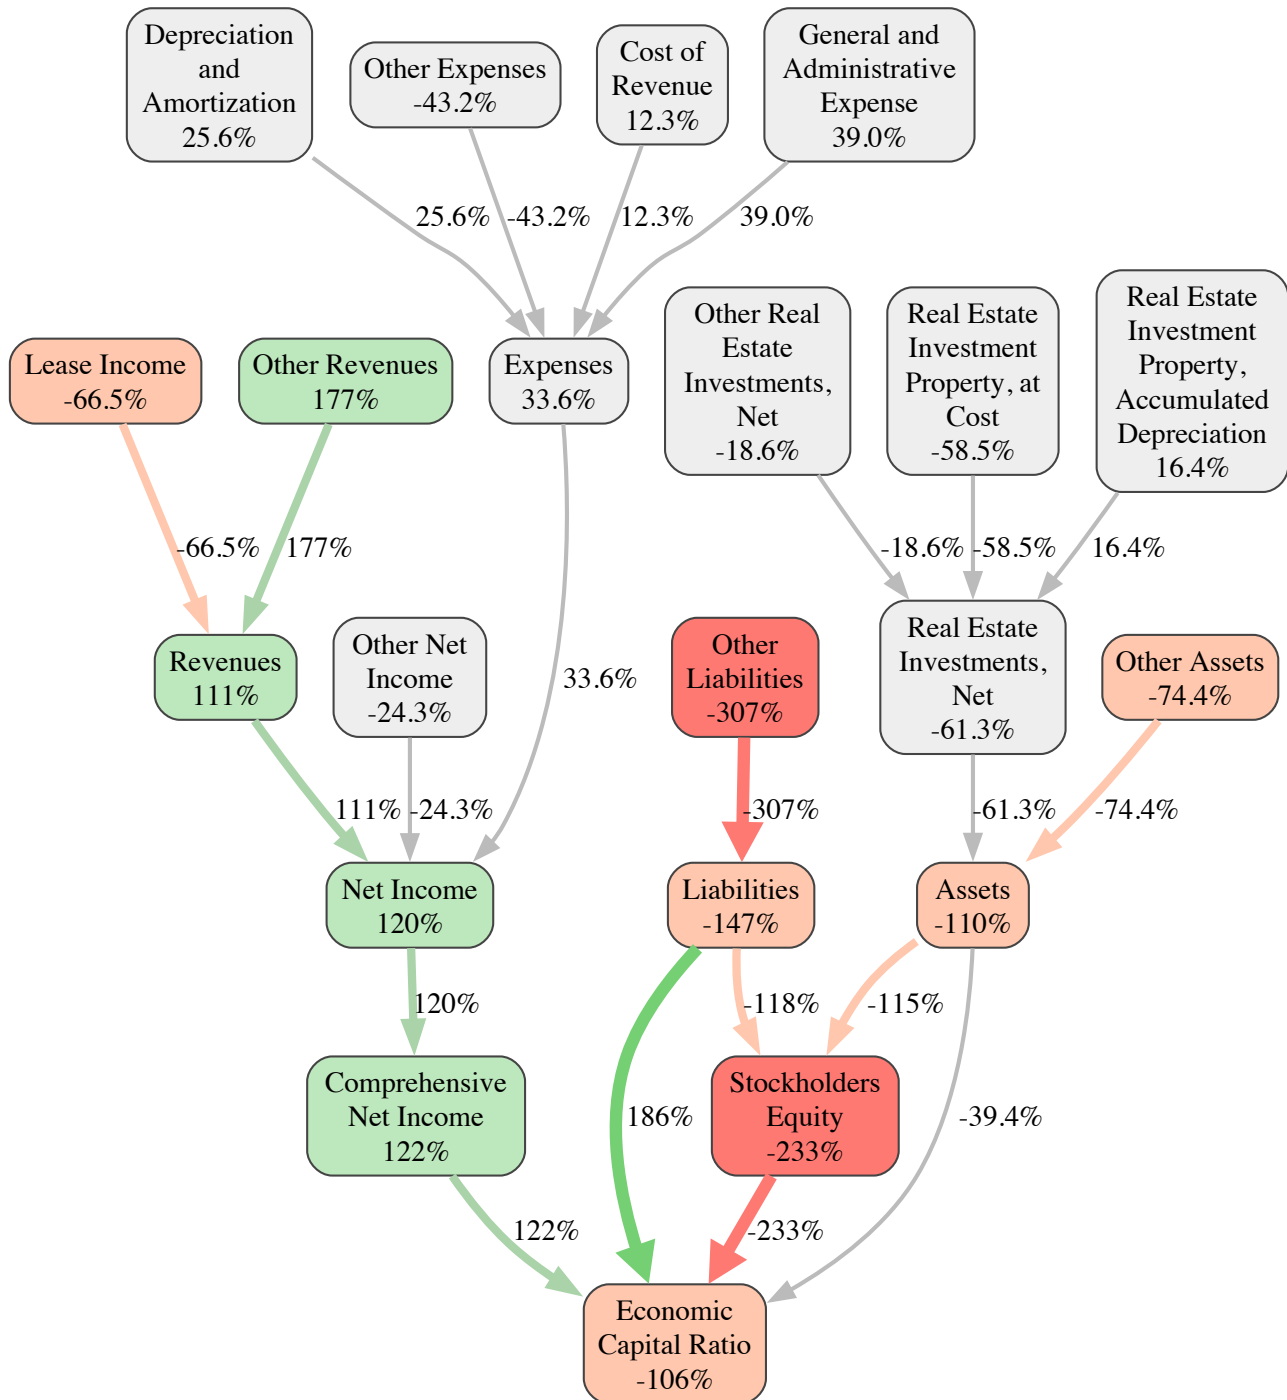 Depreciation
and
Amortization
25.6%
Other Expenses
-43.2%
Cost of
Revenue
12.3%
General and
Administrative
Expense
39.0%
25.6%
-43.2%
12.3%
39.0%
Lease Income
-66.5%
Other Revenues
177%
Expenses
33.6%
Other Real
Estate
Investments,
Net
-18.6%
Real Estate
Investment
Property, at
Cost
-58.5%
Real Estate
Investment
Property,
Accumulated
Depreciation
16.4%
-66.5%
177%
-18.6%
-58.5%
16.4%
Revenues
111%
Other Net
Income
-24.3%
33.6%
Other
Liabilities
-307%
Real Estate
Investments,
Net
-61.3%
Other Assets
-74.4%
111%
-24.3%
-307%
-61.3%
-74.4%
Net Income
120%
Liabilities
-147%
Assets
-110%
120%
-118%
-115%
Comprehensive
Net Income
122%
186%
Stockholders
Equity
-233%
-39.4%
122%
-233%
Economic
Capital Ratio
-106%